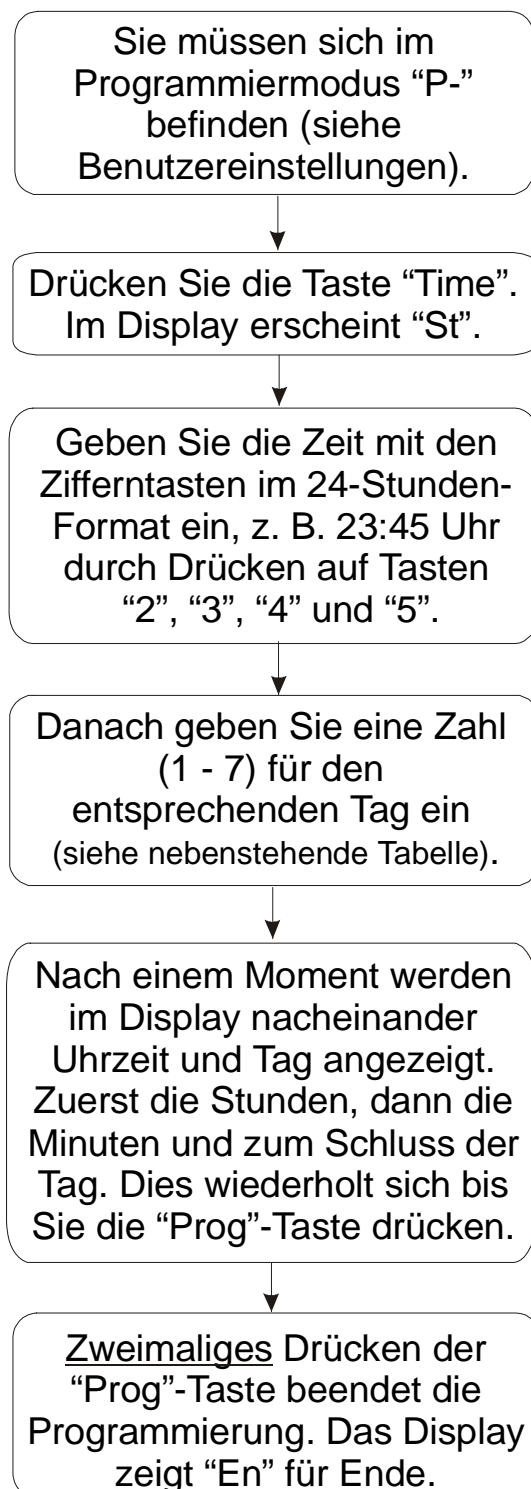 Sie müssen sich im
Programmiermodus “P-”
befinden (siehe
Benutzereinstellungen).
Drücken Sie die Taste “Time”.
Im Display erscheint “St”.
Geben Sie die Zeit mit den
Zifferntasten im 24-Stunden-
Format ein, z. B. 23:45 Uhr
durch Drücken auf Tasten
“2”, “3”, “4” und “5”.
Danach geben Sie eine Zahl
(1 - 7) für den
entsprechenden Tag ein
(siehe nebenstehende Tabelle).
Nach einem Moment werden
im Display nacheinander
Uhrzeit und Tag angezeigt.
Zuerst die Stunden, dann die
Minuten und zum Schluss der
Tag. Dies wiederholt sich bis
Sie die “Prog”-Taste drücken.
Zweimaliges Drücken der
“Prog”-Taste beendet die
Programmierung. Das Display
zeigt “En” für Ende.